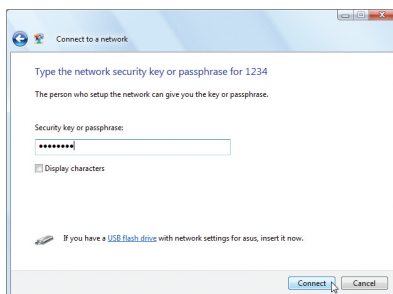 Connect to a network
Type the network security key or passphrase for 1234
The person who setup the network can give you the key or passphrase.
Security key or passphrase:
••••••••
Display characters
If you have a USB flash drive with network settings for asus, insert it now.
Connect
Cancel